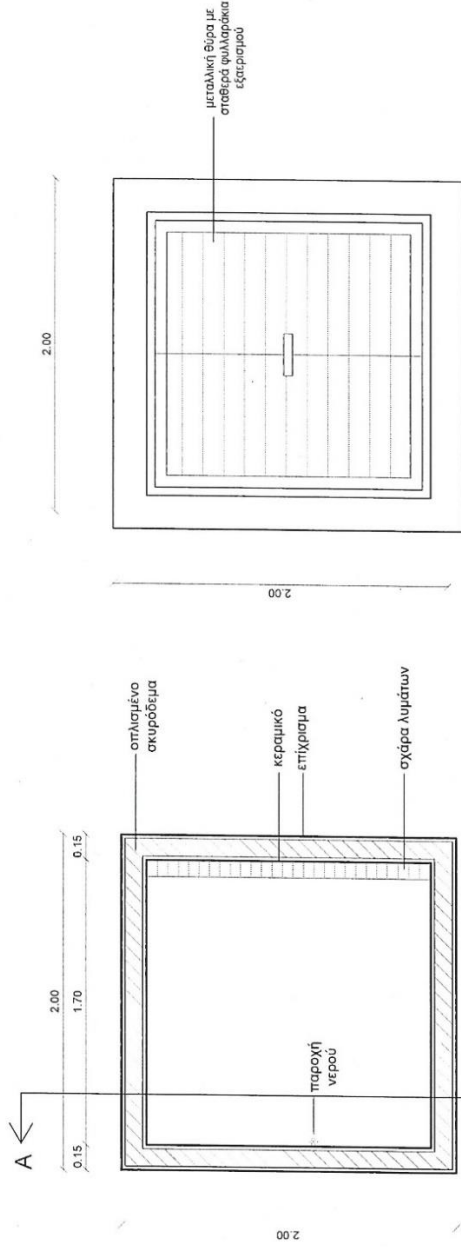 A
2.00
0.15
1.70
0.15
2.00
οπλισμένο
σκυρόδεμα
κεραμικό
επίχρισμα
σχάρα λυμάτων
παροχή
νερού
2.00
2.00
μεταλλική θύρα με
σταθερά φυλλαράκια
εξαερισμού